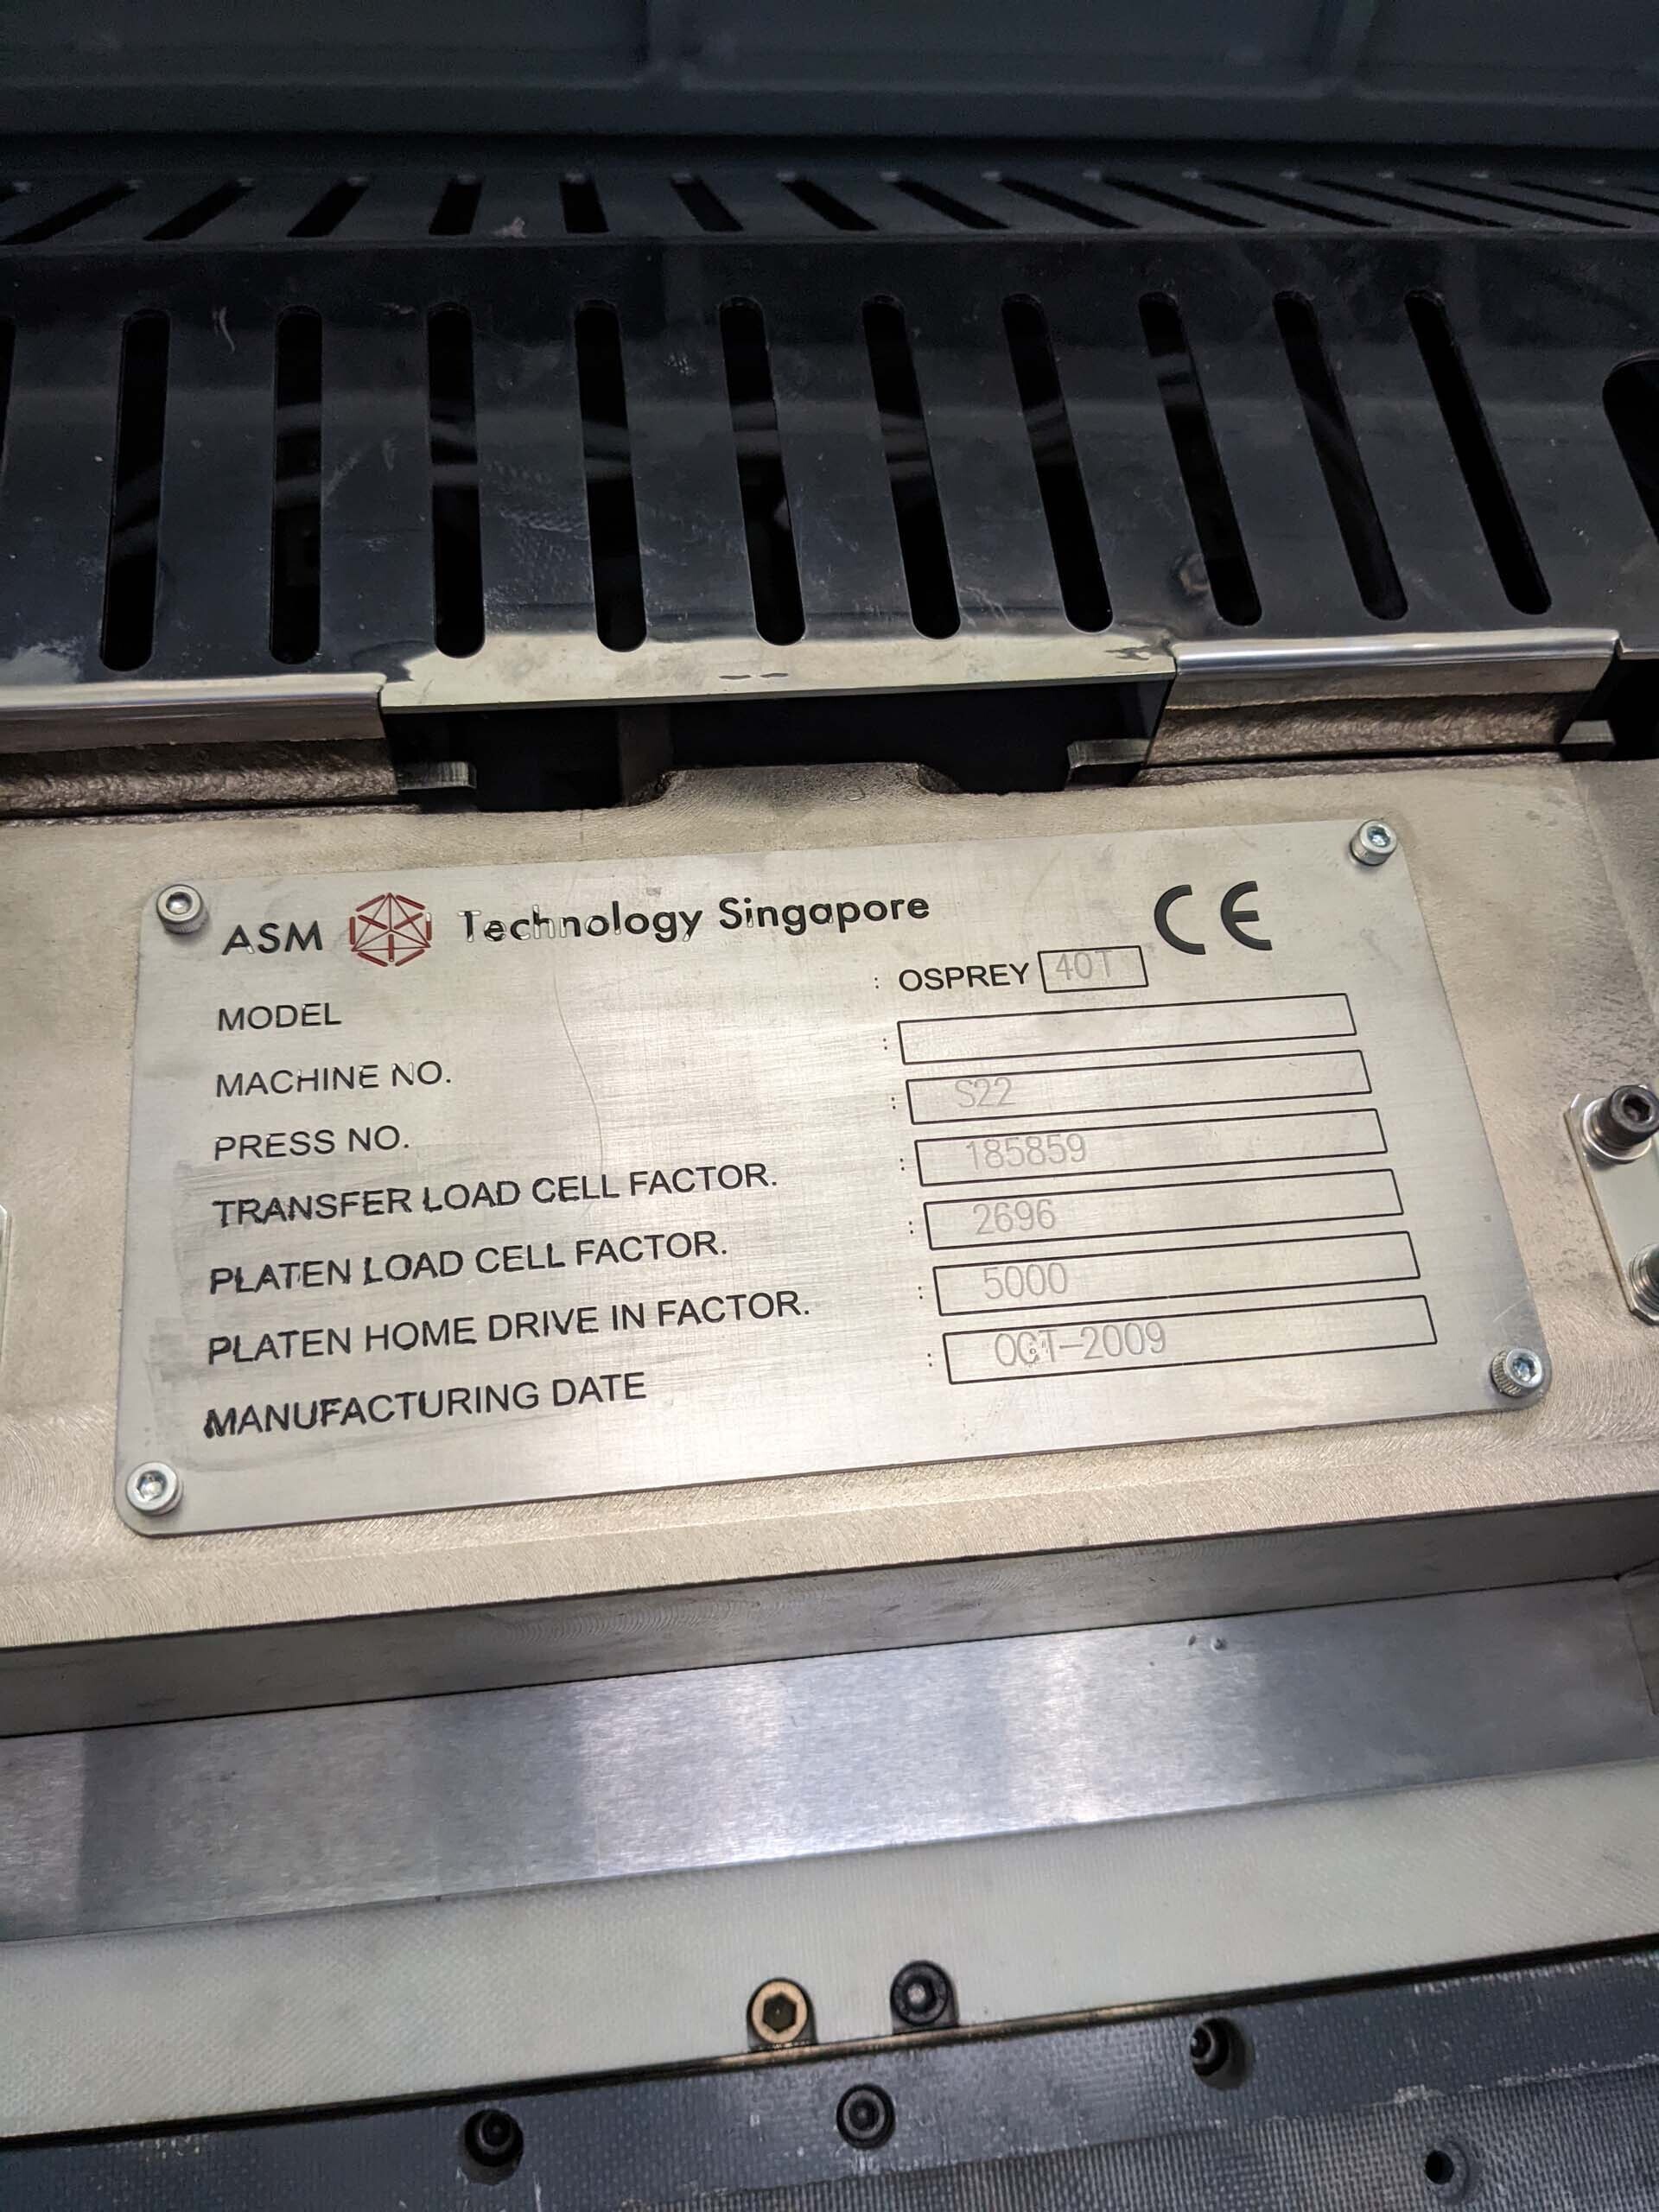 ASM Technology Singapore CE
MODEL : OSPREY 40T
MACHINE NO. :
PRESS NO. : S22
TRANSFER LOAD CELL FACTOR. : 185859
PLATEN LOAD CELL FACTOR. : 2696
PLATEN HOME DRIVE IN FACTOR. : 5000
MANUFACTURING DATE : OCT-2009